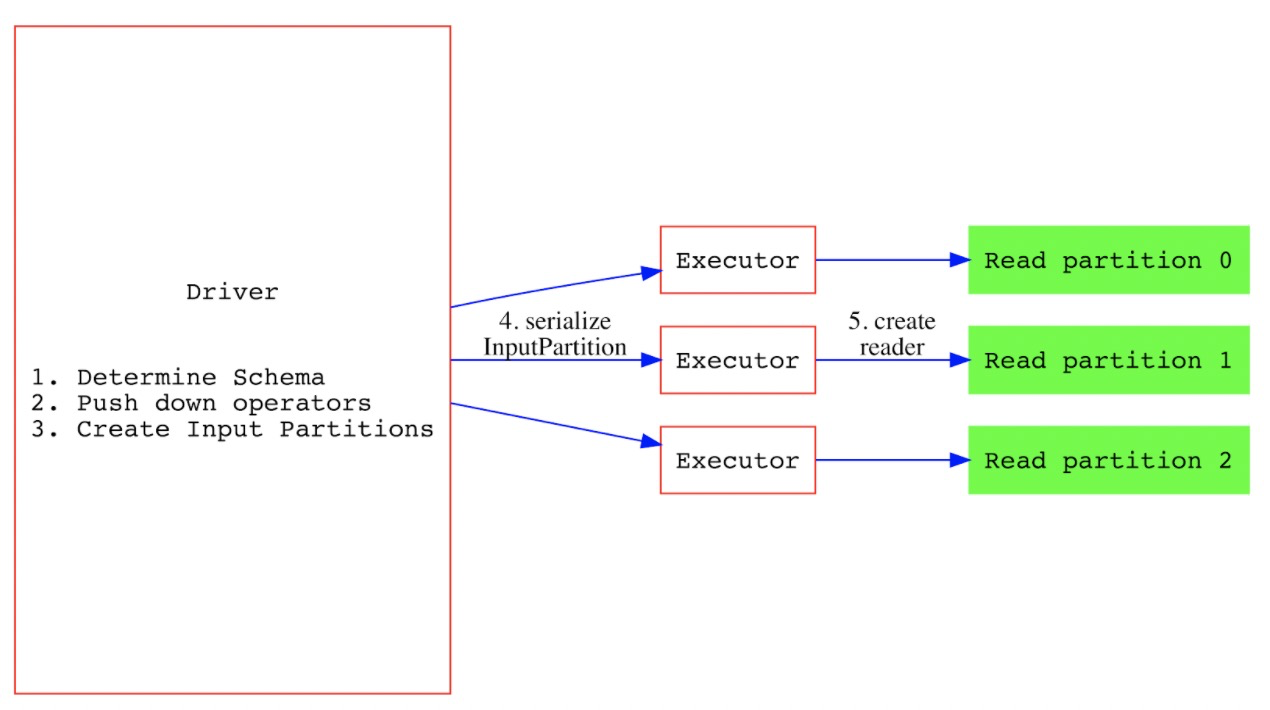 Driver
1. Determine Schema
2. Push down operators
3. Create Input Partitions
4. serialize
InputPartition
Executor
Executor
Executor
5. create
reader
Read partition 0
Read partition 1
Read partition 2